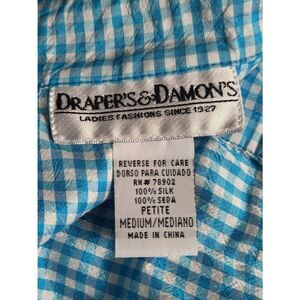 DRAPER'S & DAMON'S
LADIES FASHIONS SINCE 1927
REVERSE FOR CARE
DORSO PARA CUIDADO
RN# 78902
100% SILK
100% SEDA
PETITE
MEDIUM/MEDIANO
MADE IN CHINA